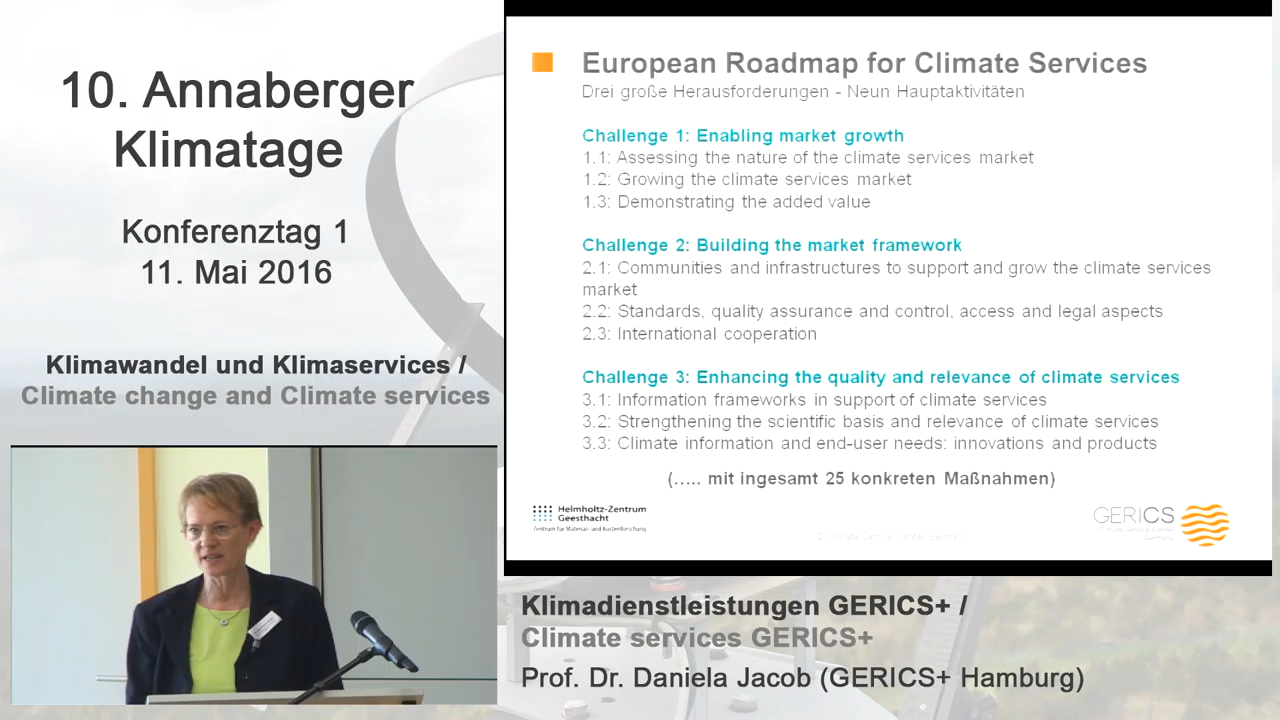 10. Annaberger
Klimatage
Konferenztag 1
11. Mai 2016
Klimawandel und Klimaservices /
Climate change and Climate services
European Roadmap for Climate Services
Drei große Herausforderungen - Neun Hauptaktivitäten
Challenge 1: Enabling market growth
1.1: Assessing the nature of the climate services market
1.2: Growing the climate services market
1.3: Demonstrating the added value
Challenge 2: Building the market framework
2.1: Communities and infrastructures to support and grow the climate services
market
2.2: Standards, quality assurance and control, access and legal aspects
2.3: International cooperation
Challenge 3: Enhancing the quality and relevance of climate services
3.1: Information frameworks in support of climate services
3.2: Strengthening the scientific basis and relevance of climate services
3.3: Climate information and end-user needs: innovations and products
(….. mit ingesamt 25 konkreten Maßnahmen)
Helmholtz-Zentrum
Geesthacht
Zentrum für Material- und Küstenforschung
GERICS
Climate Service Center
Germany
© Climate Service Center Germany
Klimadienstleistungen GERICS+ /
Climate services GERICS+
Prof. Dr. Daniela Jacob (GERICS+ Hamburg)